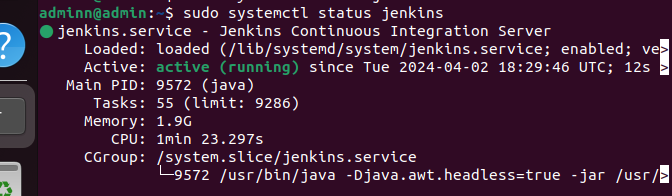 adminn@admin:~$ sudo systemctl status jenkins
● jenkins.service - Jenkins Continuous Integration Server
Loaded: loaded (/lib/systemd/system/jenkins.service; enabled; ve>
Active: active (running) since Tue 2024-04-02 18:29:46 UTC; 12s >
Main PID: 9572 (java)
Tasks: 55 (limit: 9286)
Memory: 1.9G
CPU: 1min 23.297s
CGroup: /system.slice/jenkins.service
└─9572 /usr/bin/java -Djava.awt.headless=true -jar /usr/>